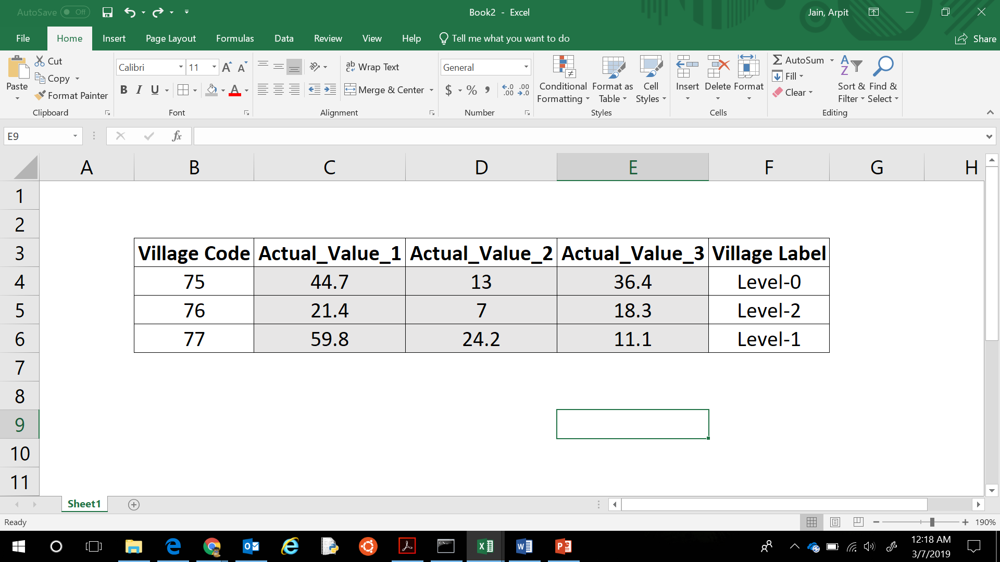 AutoSave Off Book2 - Excel Jain, Arpit
File Home Insert Page Layout Formulas Data Review View Help Tell me what you want to do Share
Paste
Cut
Copy
Format Painter
Clipboard
Calibri 11
B I U A
Font
Wrap Text
Merge & Center
Alignment
General
$ % , .00
Number
Conditional Formatting
Format as Table
Cell Styles
Styles
Insert Delete Format
Cells
AutoSum
Fill
Clear
Sort & Filter
Find & Select
Editing
E9 fx
A B C D E F G H
1
2
3 Village Code Actual_Value_1 Actual_Value_2 Actual_Value_3 Village Label
4 75 44.7 13 36.4 Level-0
5 76 21.4 7 18.3 Level-2
6 77 59.8 24.2 11.1 Level-1
7
8
9
10
11
Sheet1
Ready 190%
12:18 AM
3/7/2019